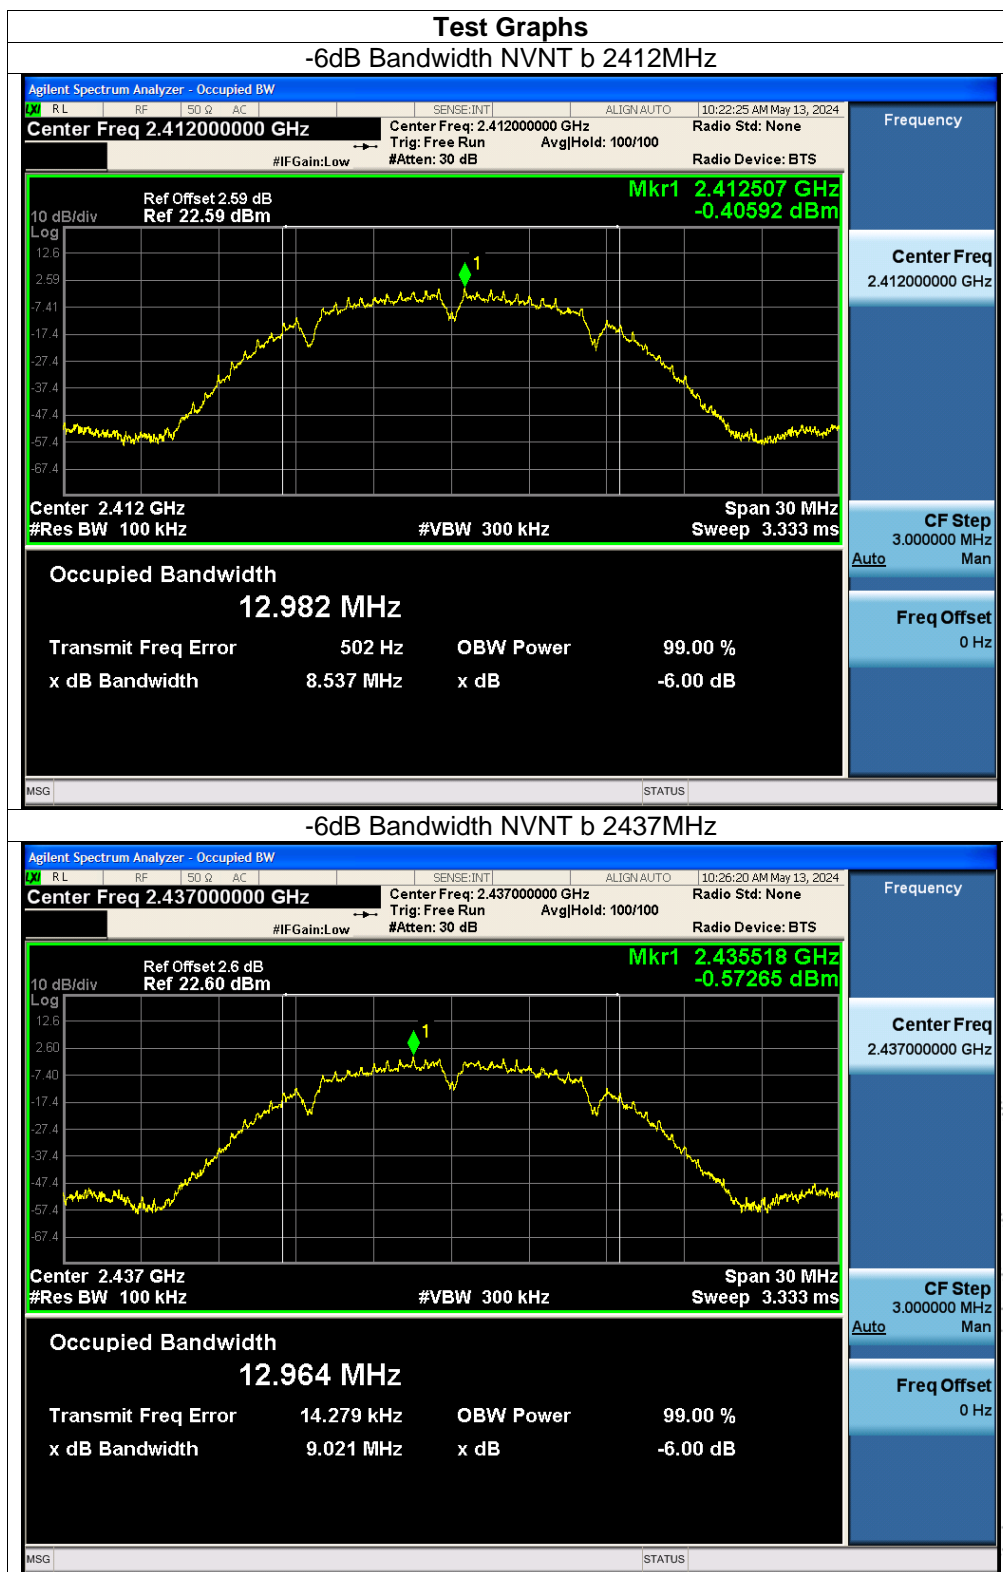 Test Graphs
-6dB Bandwidth NVNT b 2412MHz
Agilent Spectrum Analyzer - Occupied BW
LXI RL RF 50 Ω AC SENSE:INT ALIGNAUTO 10:22:25 AM May 13, 2024
Center Freq 2.412000000 GHz Center Freq: 2.412000000 GHz Radio Std: None
Trig: Free Run Avg|Hold: 100/100
#IFGain:Low #Atten: 30 dB Radio Device: BTS
Frequency
Mkr1 2.412507 GHz
-0.40592 dBm
Ref Offset 2.59 dB
10 dB/div Ref 22.59 dBm
Log
12.6
2.59
-7.41
-17.4
-27.4
-37.4
-47.4
-57.4
-67.4
1
Center 2.412 GHz Span 30 MHz
#Res BW 100 kHz #VBW 300 kHz Sweep 3.333 ms
Center Freq
2.412000000 GHz
CF Step
3.000000 MHz
Auto Man
Freq Offset
0 Hz
Occupied Bandwidth
12.982 MHz
Transmit Freq Error 502 Hz OBW Power 99.00 %
x dB Bandwidth 8.537 MHz x dB -6.00 dB
MSG STATUS
-6dB Bandwidth NVNT b 2437MHz
Agilent Spectrum Analyzer - Occupied BW
LXI RL RF 50 Ω AC SENSE:INT ALIGNAUTO 10:26:20 AM May 13, 2024
Center Freq 2.437000000 GHz Center Freq: 2.437000000 GHz Radio Std: None
Trig: Free Run Avg|Hold: 100/100
#IFGain:Low #Atten: 30 dB Radio Device: BTS
Frequency
Mkr1 2.435518 GHz
-0.57265 dBm
Ref Offset 2.6 dB
10 dB/div Ref 22.60 dBm
Log
12.6
2.60
-7.40
-17.4
-27.4
-37.4
-47.4
-57.4
-67.4
1
Center 2.437 GHz Span 30 MHz
#Res BW 100 kHz #VBW 300 kHz Sweep 3.333 ms
Center Freq
2.437000000 GHz
CF Step
3.000000 MHz
Auto Man
Freq Offset
0 Hz
Occupied Bandwidth
12.964 MHz
Transmit Freq Error 14.279 kHz OBW Power 99.00 %
x dB Bandwidth 9.021 MHz x dB -6.00 dB
MSG STATUS